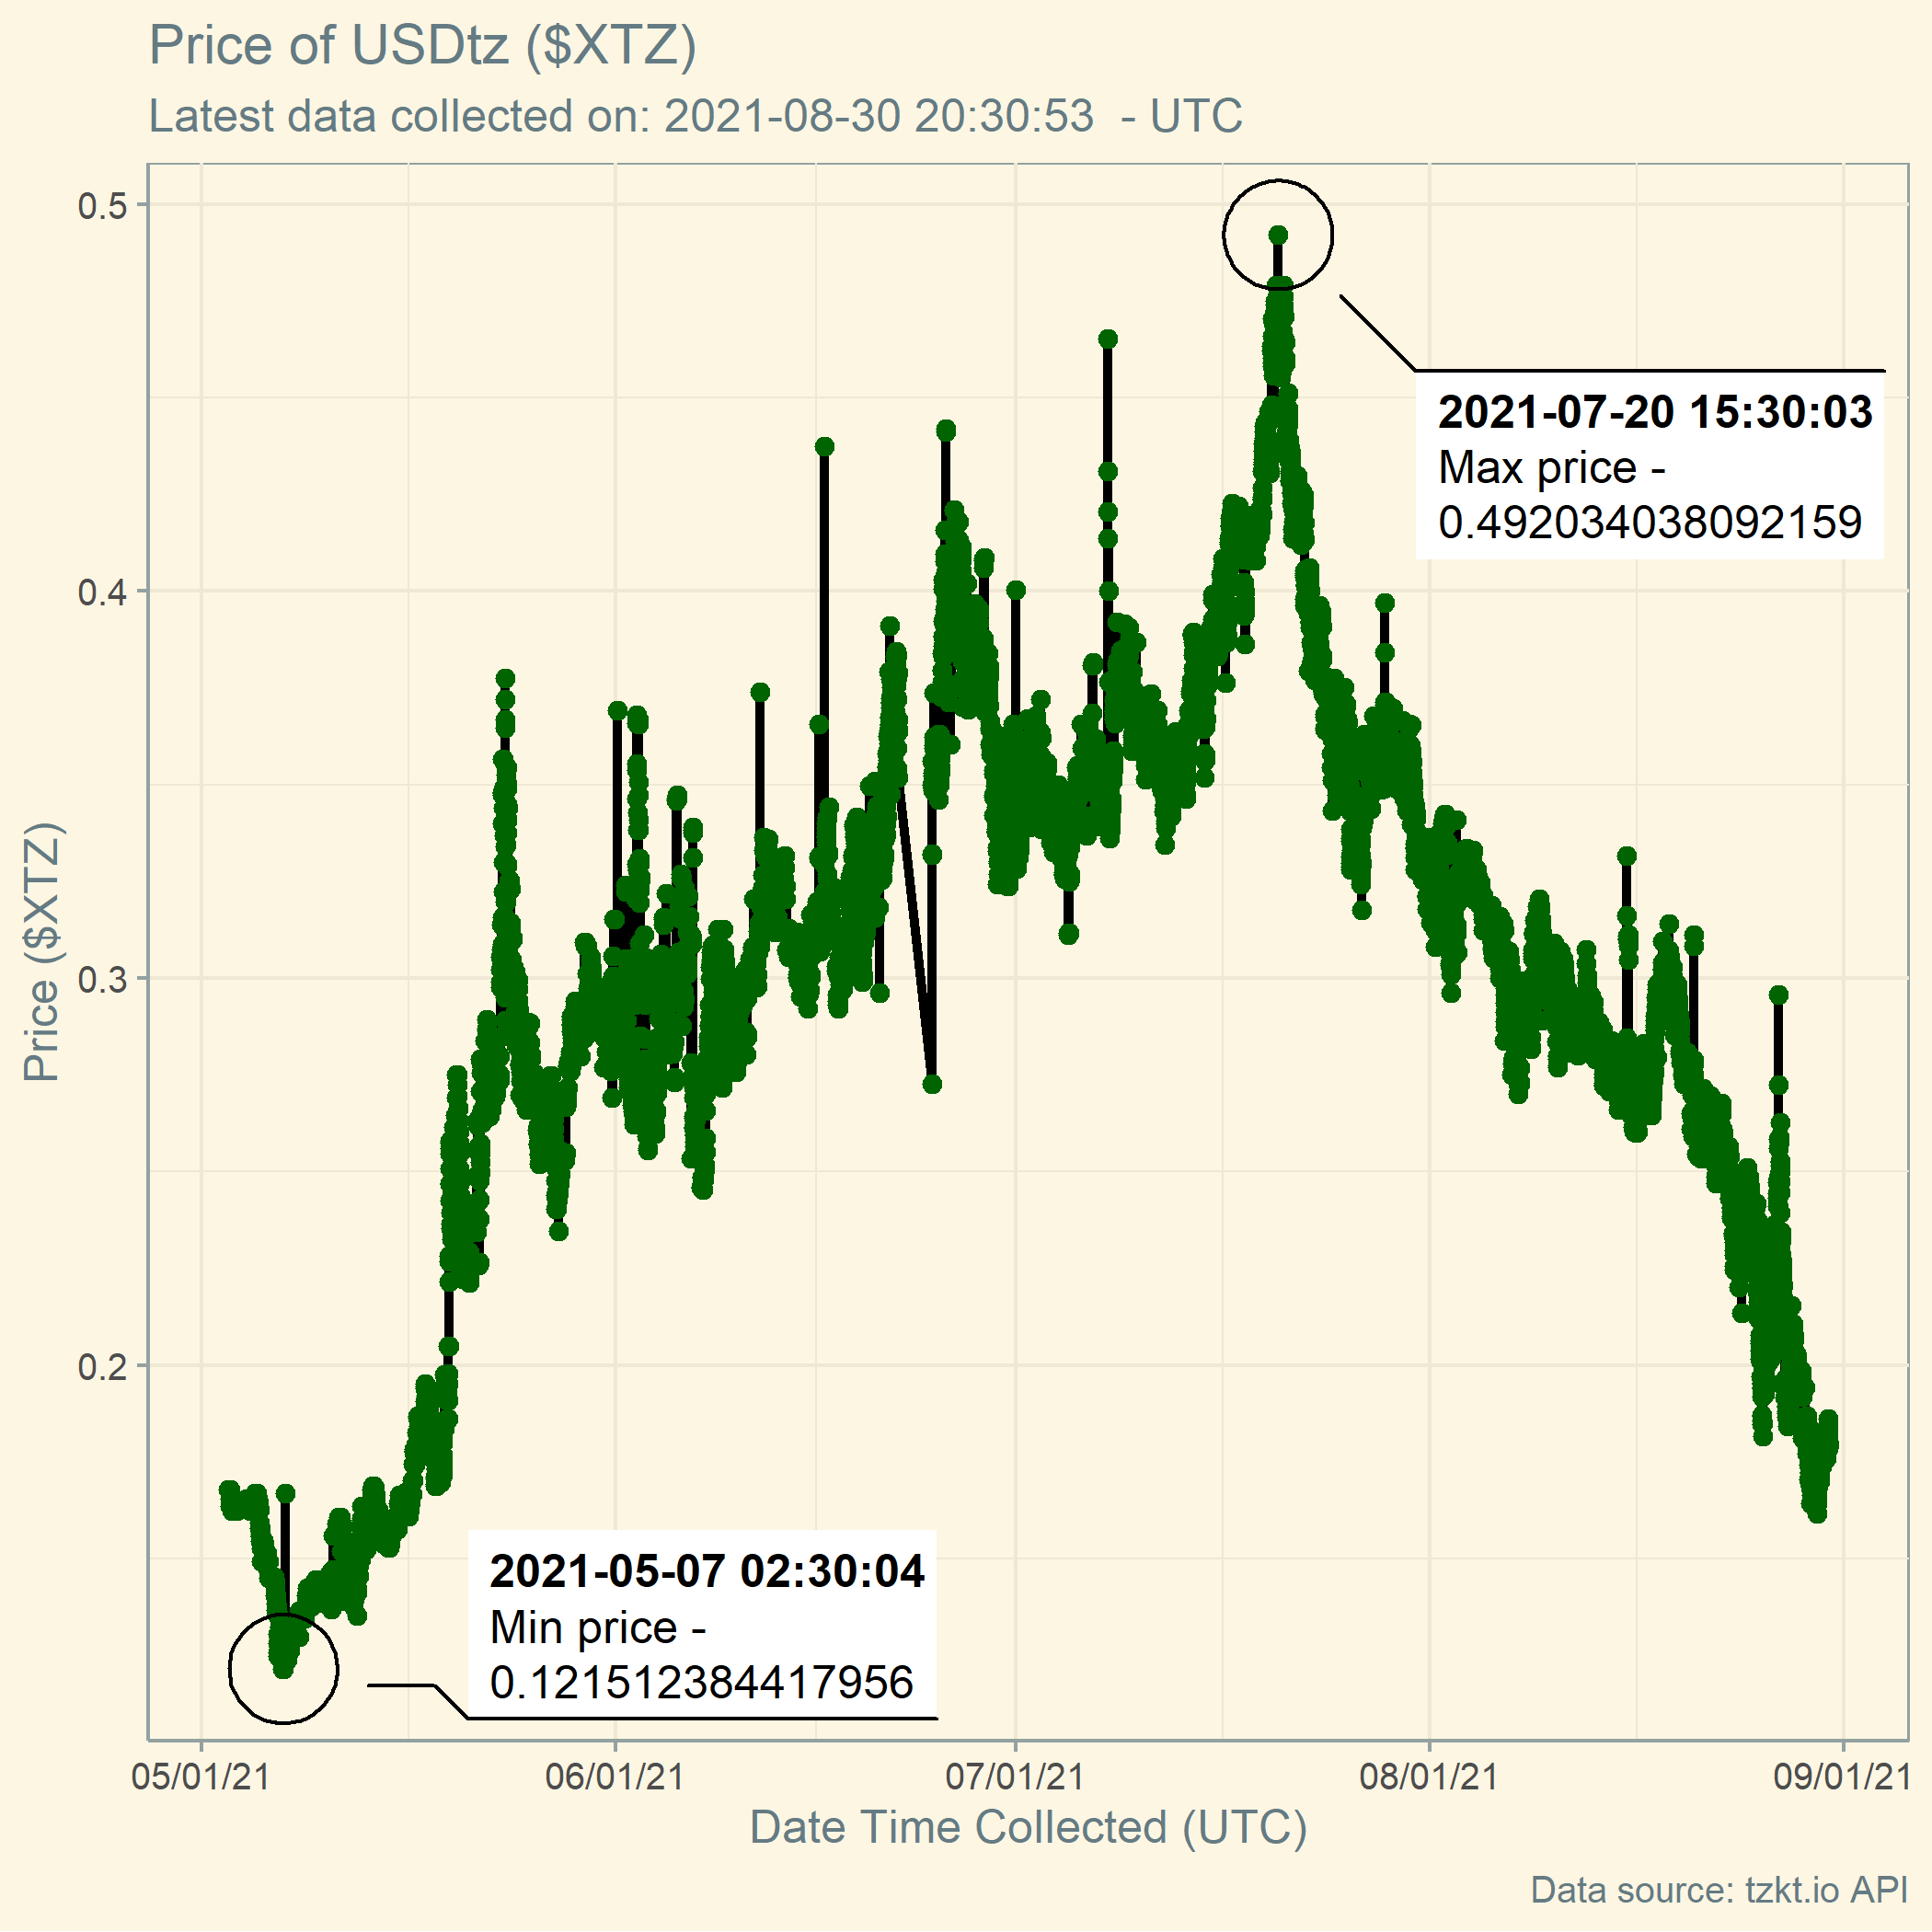 Price of USDtz ($XTZ)
Latest data collected on: 2021-08-30 20:30:53  - UTC
0.5
0.4
0.3
0.2
Price ($XTZ)
2021-07-20 15:30:03
Max price -
0.492034038092159
2021-05-07 02:30:04
Min price -
0.121512384417956
05/01/21
06/01/21
07/01/21
08/01/21
09/01/21
Date Time Collected (UTC)
Data source: tzkt.io API